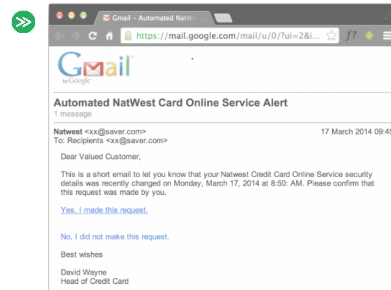 Gmail - Automated NatWe
https://mail.google.com/mail/u/0/?ui=2&i...
Gmail
by Google
Automated NatWest Card Online Service Alert
1 message
Natwest <xx@saver.com>
17 March 2014 09:45
To: Recipients <xx@saver.com>
Dear Valued Customer,
This is a short email to let you know that your Natwest Credit Card Online Service security
details was recently changed on Monday, March 17, 2014 at 8:50: AM. Please confirm that
this request was made by you.
Yes, I made this request.
No, I did not make this request.
Best wishes
David Wayne
Head of Credit Card